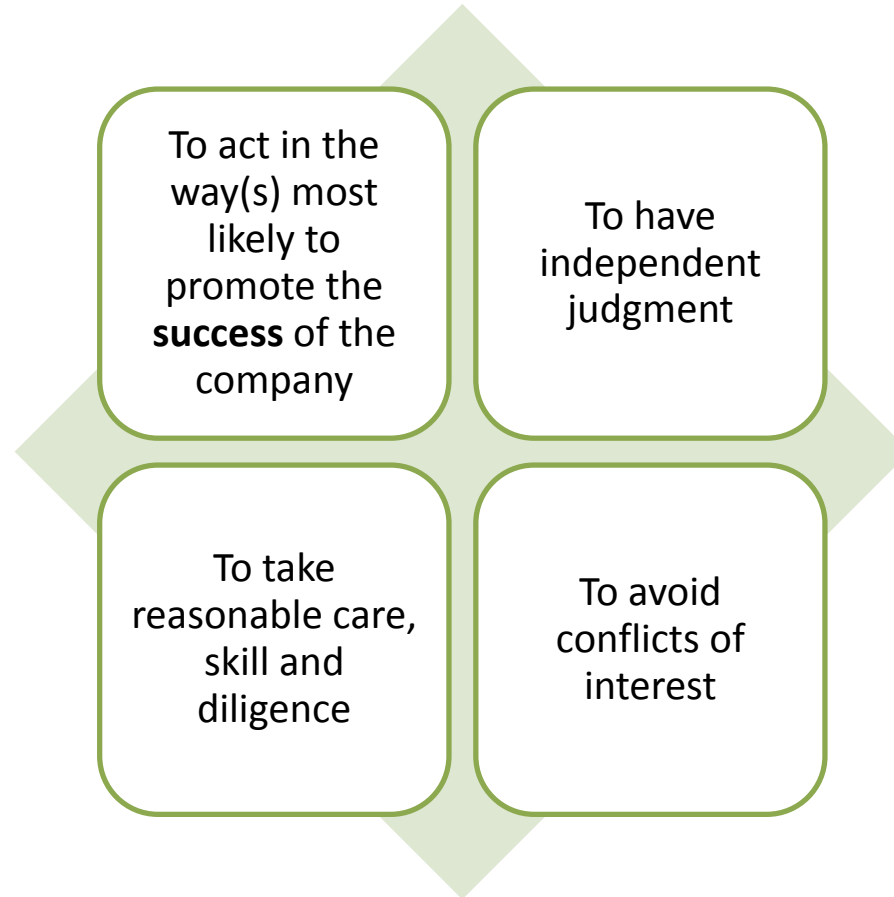 To act in the
way(s) most
likely to
promote the
success of the
company
To have
independent
judgment
To take
reasonable care,
skill and
diligence
To avoid
conflicts of
interest